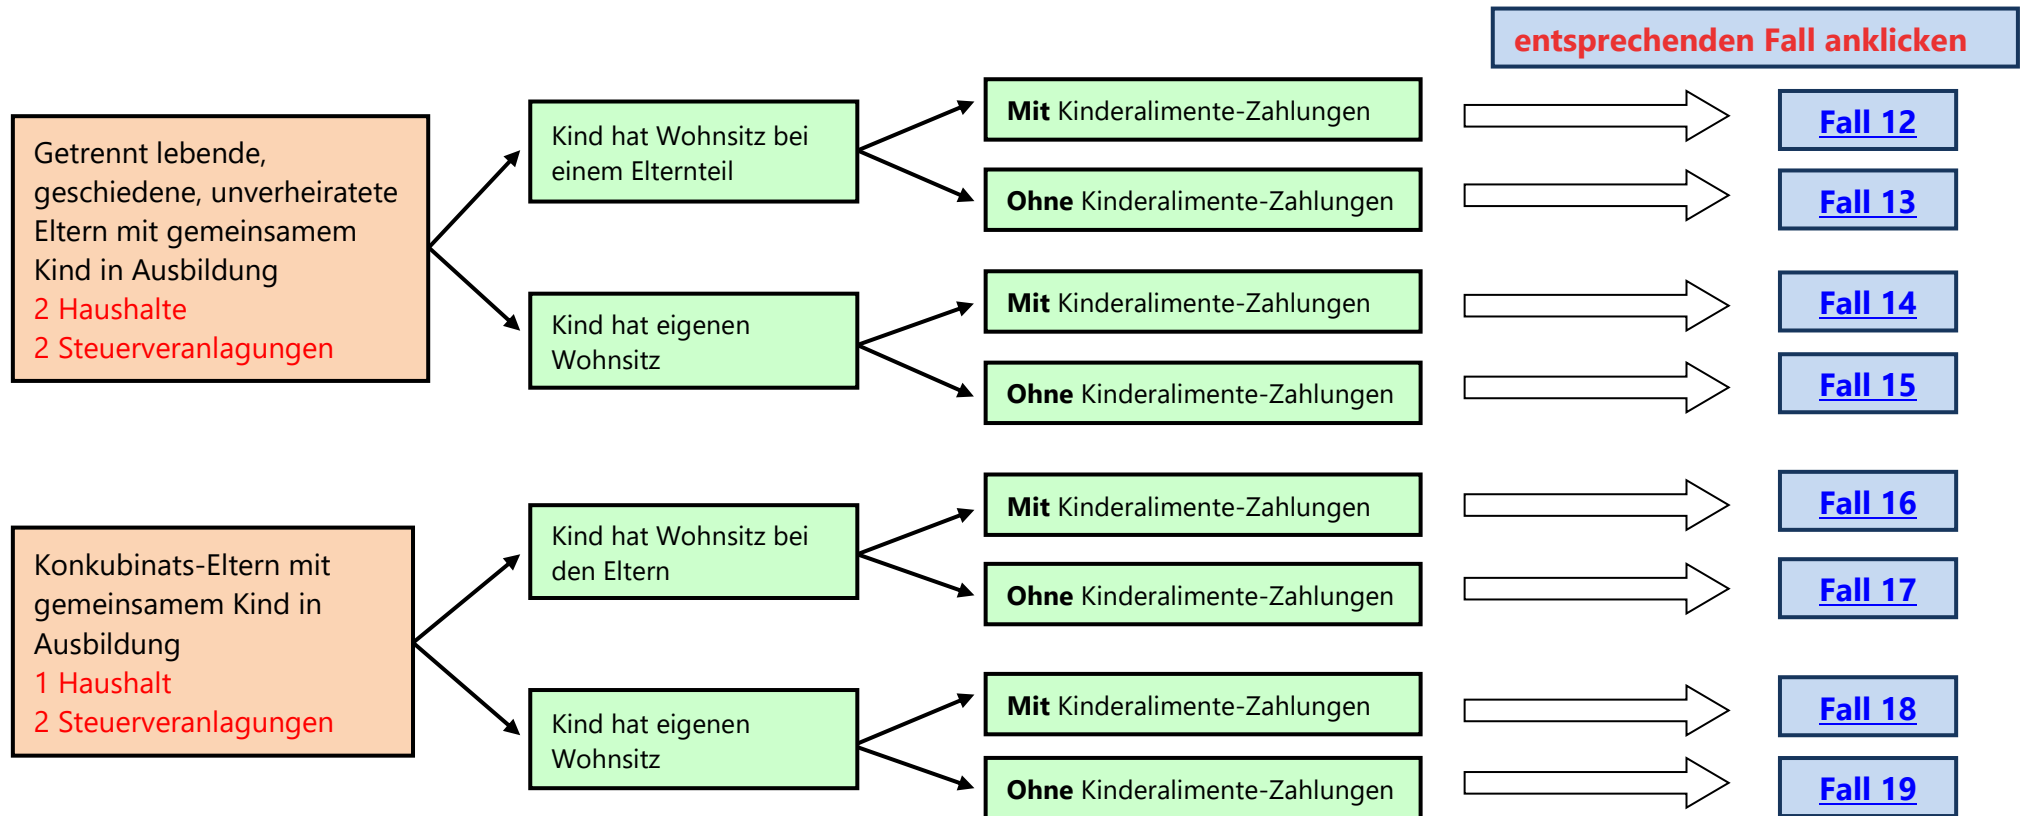 entsprechenden Fall anklicken
Getrennt lebende,
geschiedene, unverheiratete
Eltern mit gemeinsamem
Kind in Ausbildung
2 Haushalte
2 Steuerveranlagungen
Kind hat Wohnsitz bei
einem Elternteil
Mit Kinderalimente-Zahlungen
Fall 12
Ohne Kinderalimente-Zahlungen
Fall 13
Kind hat eigenen
Wohnsitz
Mit Kinderalimente-Zahlungen
Fall 14
Ohne Kinderalimente-Zahlungen
Fall 15
Konkubinats-Eltern mit
gemeinsamem Kind in
Ausbildung
1 Haushalt
2 Steuerveranlagungen
Kind hat Wohnsitz bei
den Eltern
Mit Kinderalimente-Zahlungen
Fall 16
Ohne Kinderalimente-Zahlungen
Fall 17
Kind hat eigenen
Wohnsitz
Mit Kinderalimente-Zahlungen
Fall 18
Ohne Kinderalimente-Zahlungen
Fall 19